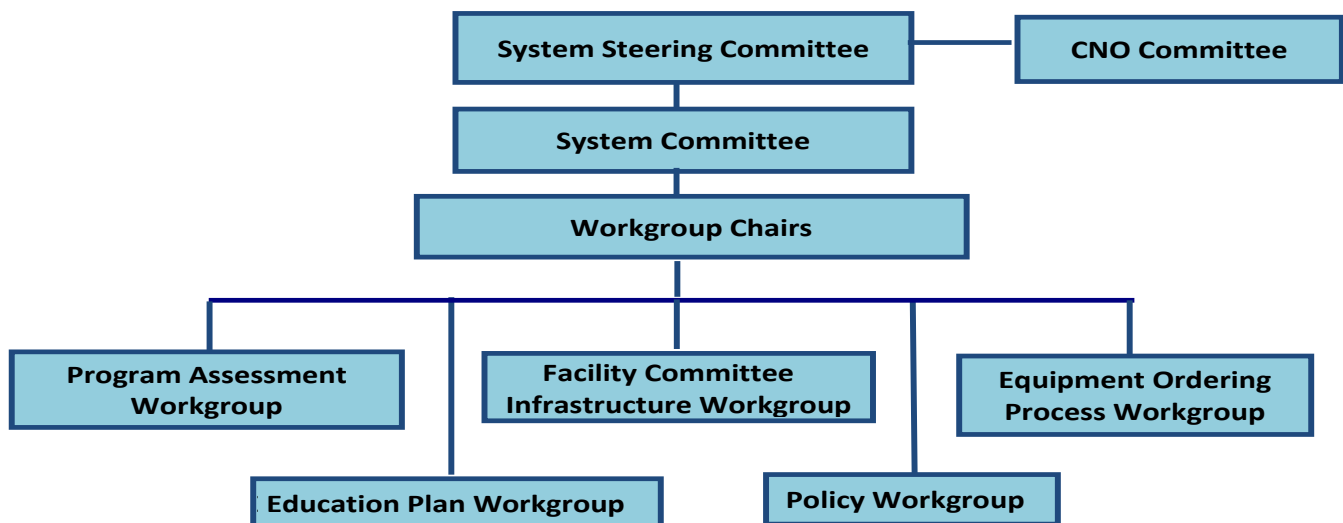 System Steering Committee
CNO Committee
System Committee
Workgroup Chairs
Program Assessment
Workgroup
Facility Committee
Infrastructure Workgroup
Equipment Ordering
Process Workgroup
Education Plan Workgroup
Policy Workgroup